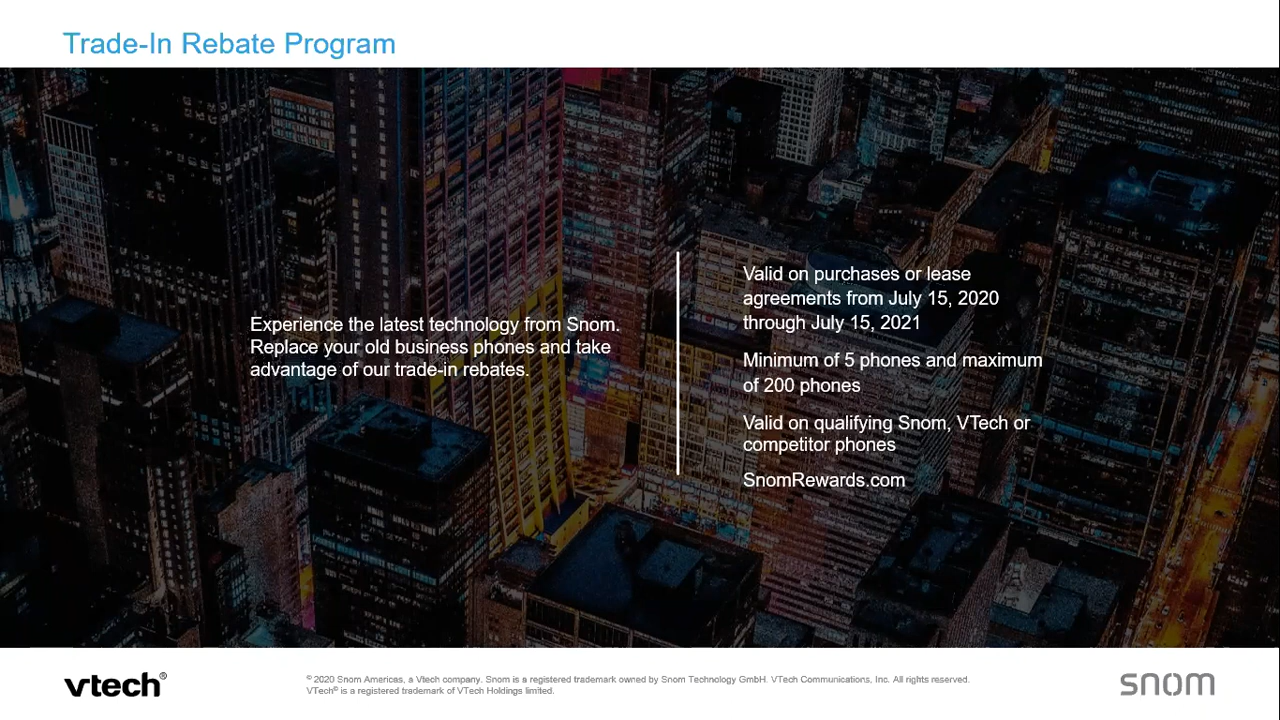 Trade-In Rebate Program
Experience the latest technology from Snom.
Replace your old business phones and take
advantage of our trade-in rebates.
Valid on purchases or lease
agreements from July 15, 2020
through July 15, 2021
Minimum of 5 phones and maximum
of 200 phones
Valid on qualifying Snom, VTech or
competitor phones
SnomRewards.com
vtech®
© 2020 Snom Americas, a Vtech company. Snom is a registered trademark owned by Snom Technology GmbH. VTech Communications, Inc. All rights reserved.
VTech® is a registered trademark of VTech Holdings limited.
snom